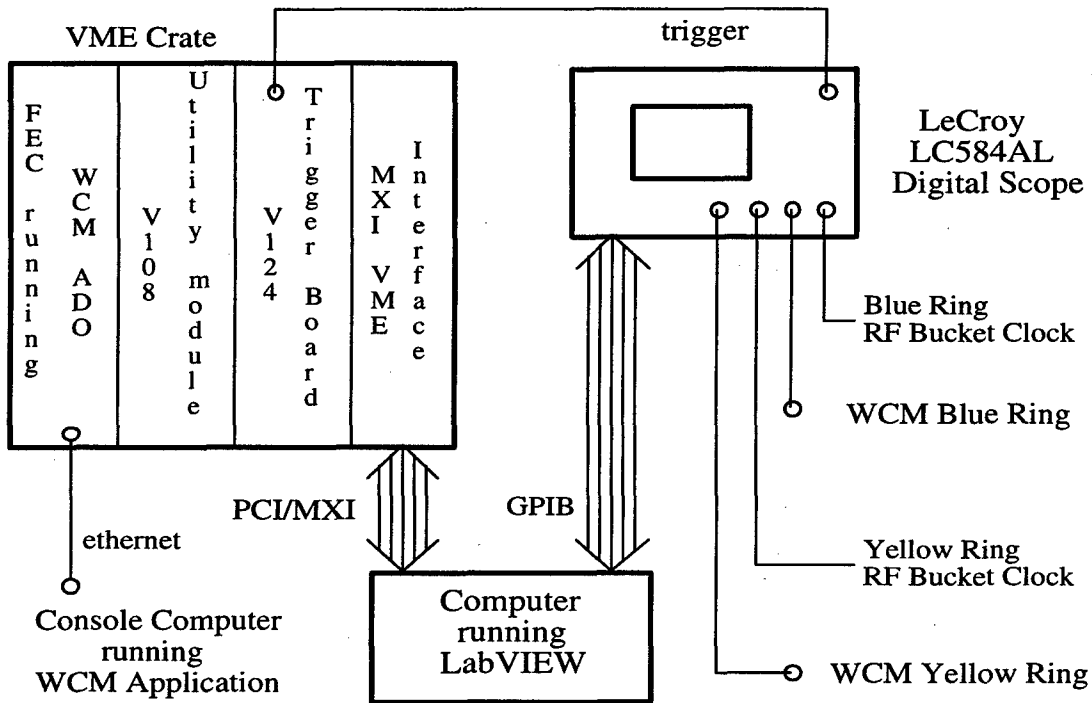 VME Crate
trigger
FEC running
WCM ADO
V108
Utility module
V124
Trigger Board
MXI VME
Interface
LeCroy
LC584AL
Digital Scope
Blue Ring
RF Bucket Clock
WCM Blue Ring
PCI/MXI
GPIB
ethernet
Yellow Ring
RF Bucket Clock
Console Computer
running
WCM Application
Computer
running
LabVIEW
WCM Yellow Ring